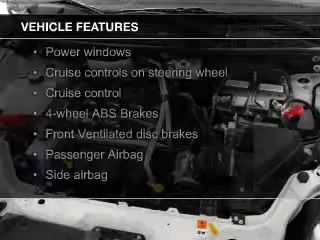 VEHICLE FEATURES
• Power windows
• Cruise controls on steering wheel
• Cruise control
• 4-wheel ABS Brakes
• Front Ventilated disc brakes
• Passenger Airbag
• Side airbag